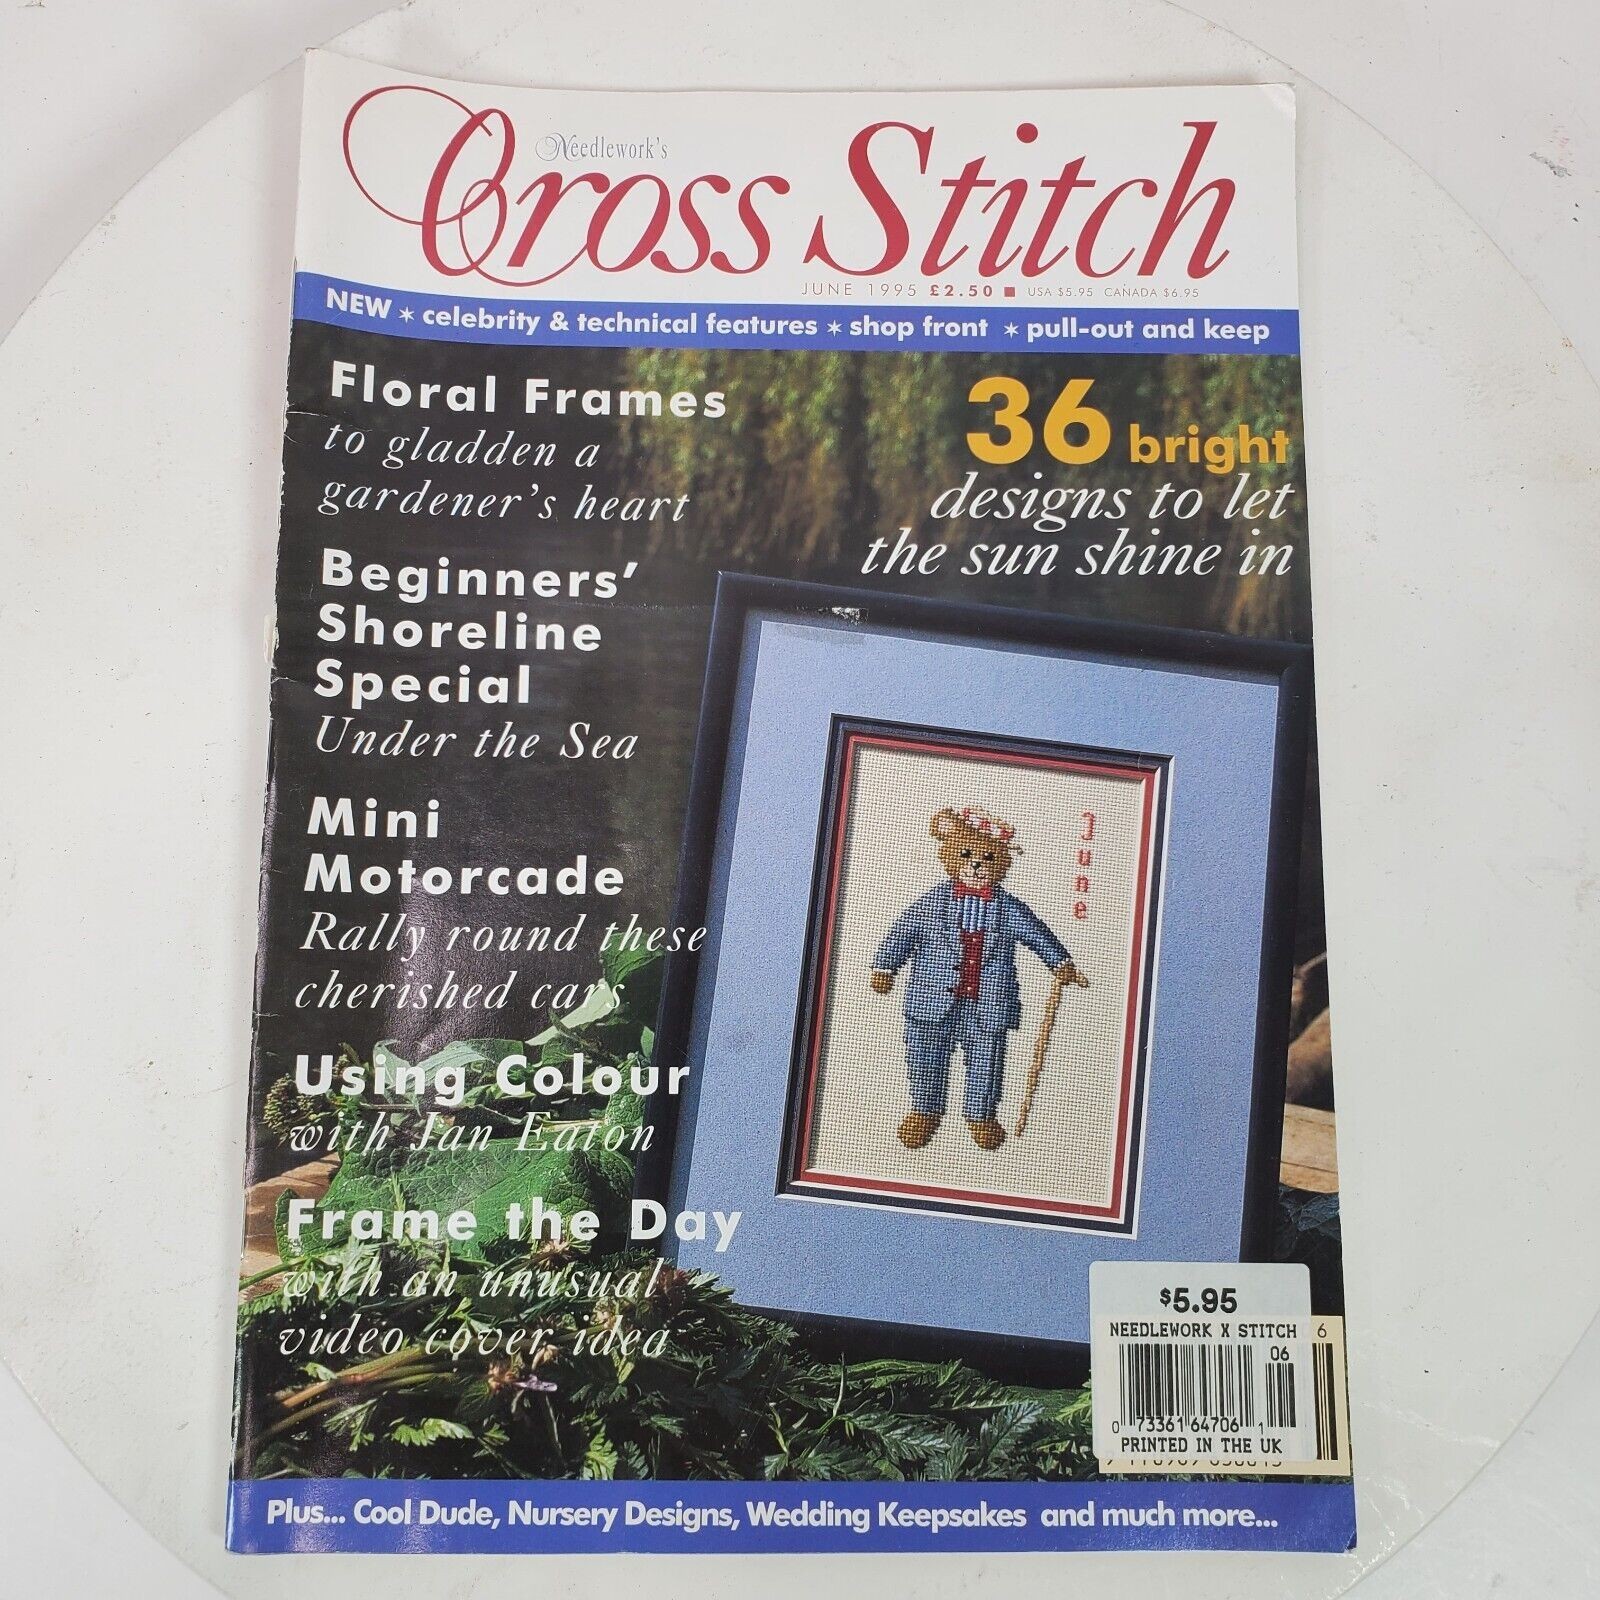 Needlework's
Cross Stitch
JUNE 1995 £2.50 ■ USA $5.95 CANADA $6.95
NEW ✶ celebrity & technical features ✶ shop front ✶ pull-out and keep
Floral Frames
to gladden a
gardener's heart
36 bright
designs to let
the sun shine in
Beginners'
Shoreline
Special
Under the Sea
Mini
Motorcade
Rally round these
cherished cars
Using Colour
with Jan Eaton
Frame the Day
with an unusual
video cover idea
June
$5.95
NEEDLEWORK X STITCH
06
0 73361 64706 1
PRINTED IN THE UK
6
Plus... Cool Dude, Nursery Designs, Wedding Keepsakes and much more...